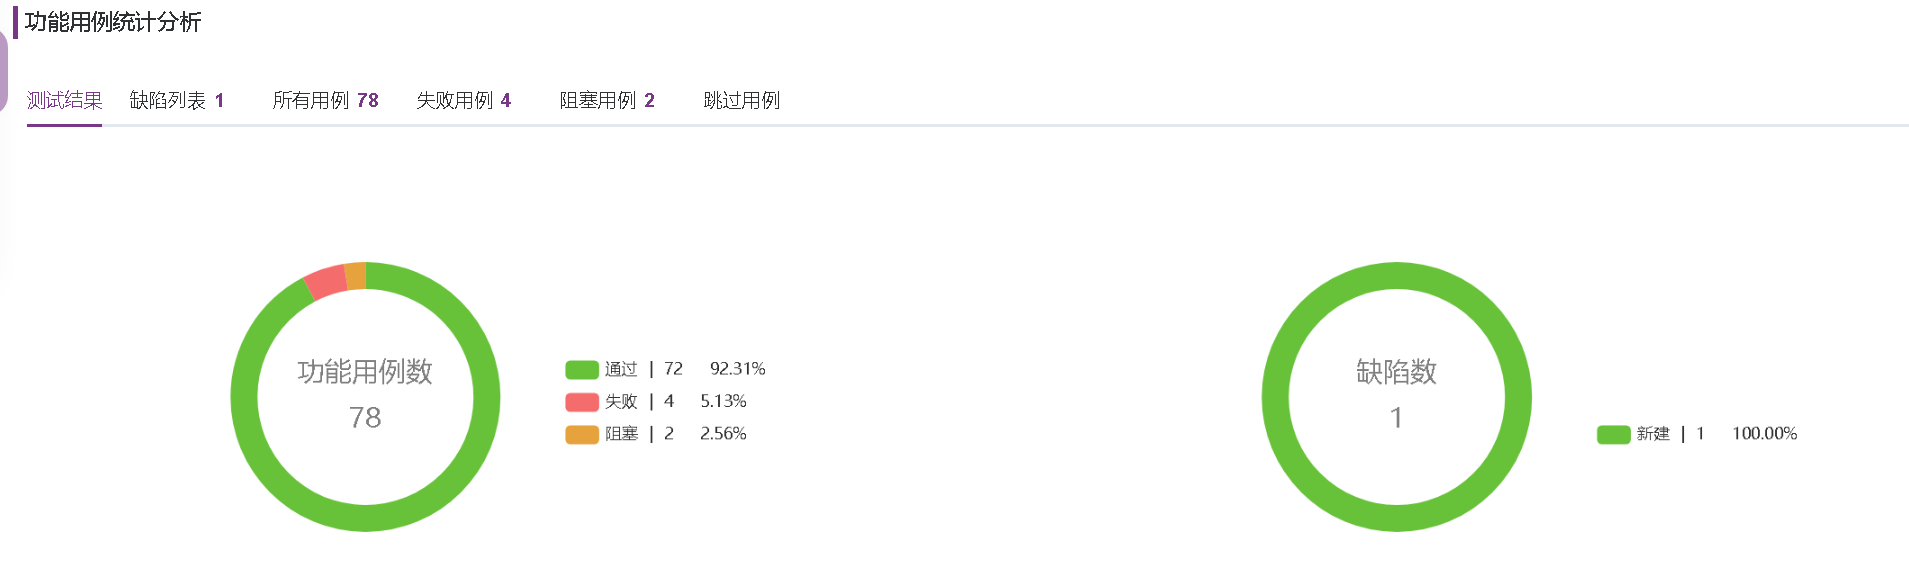 功能用例统计分析
测试结果 缺陷列表 1 所有用例 78 失败用例 4 阻塞用例 2 跳过用例
功能用例数
78
通过 | 72 92.31%
失败 | 4 5.13%
阻塞 | 2 2.56%
缺陷数
1
新建 | 1 100.00%